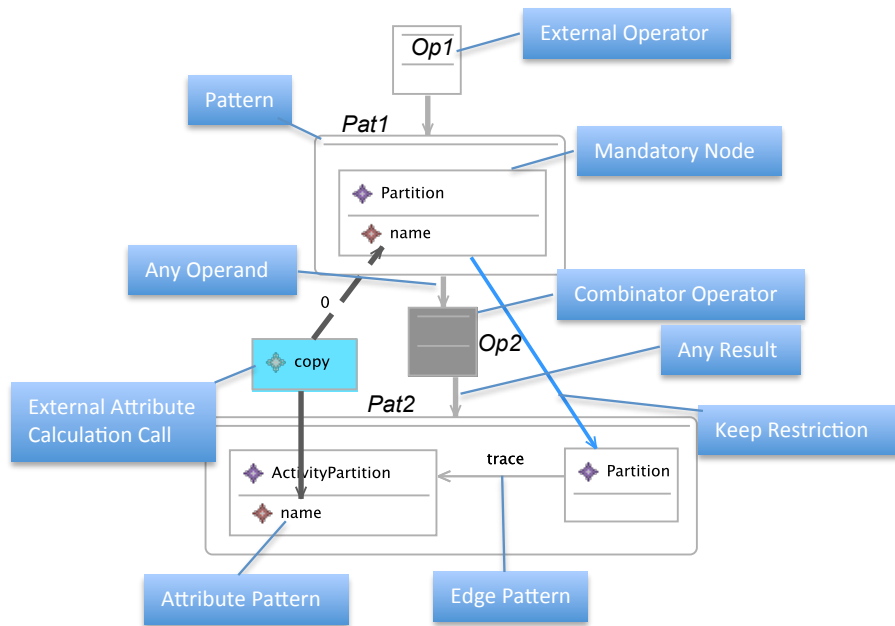 External Operator
Op1
Pattern
Pat1
Mandatory Node
Partition
name
Any Operand
0
Combinator Operator
Op2
Any Result
copy
External Attribute
Calculation Call
Pat2
Keep Restriction
trace
ActivityPartition
Partition
name
Attribute Pattern
Edge Pattern